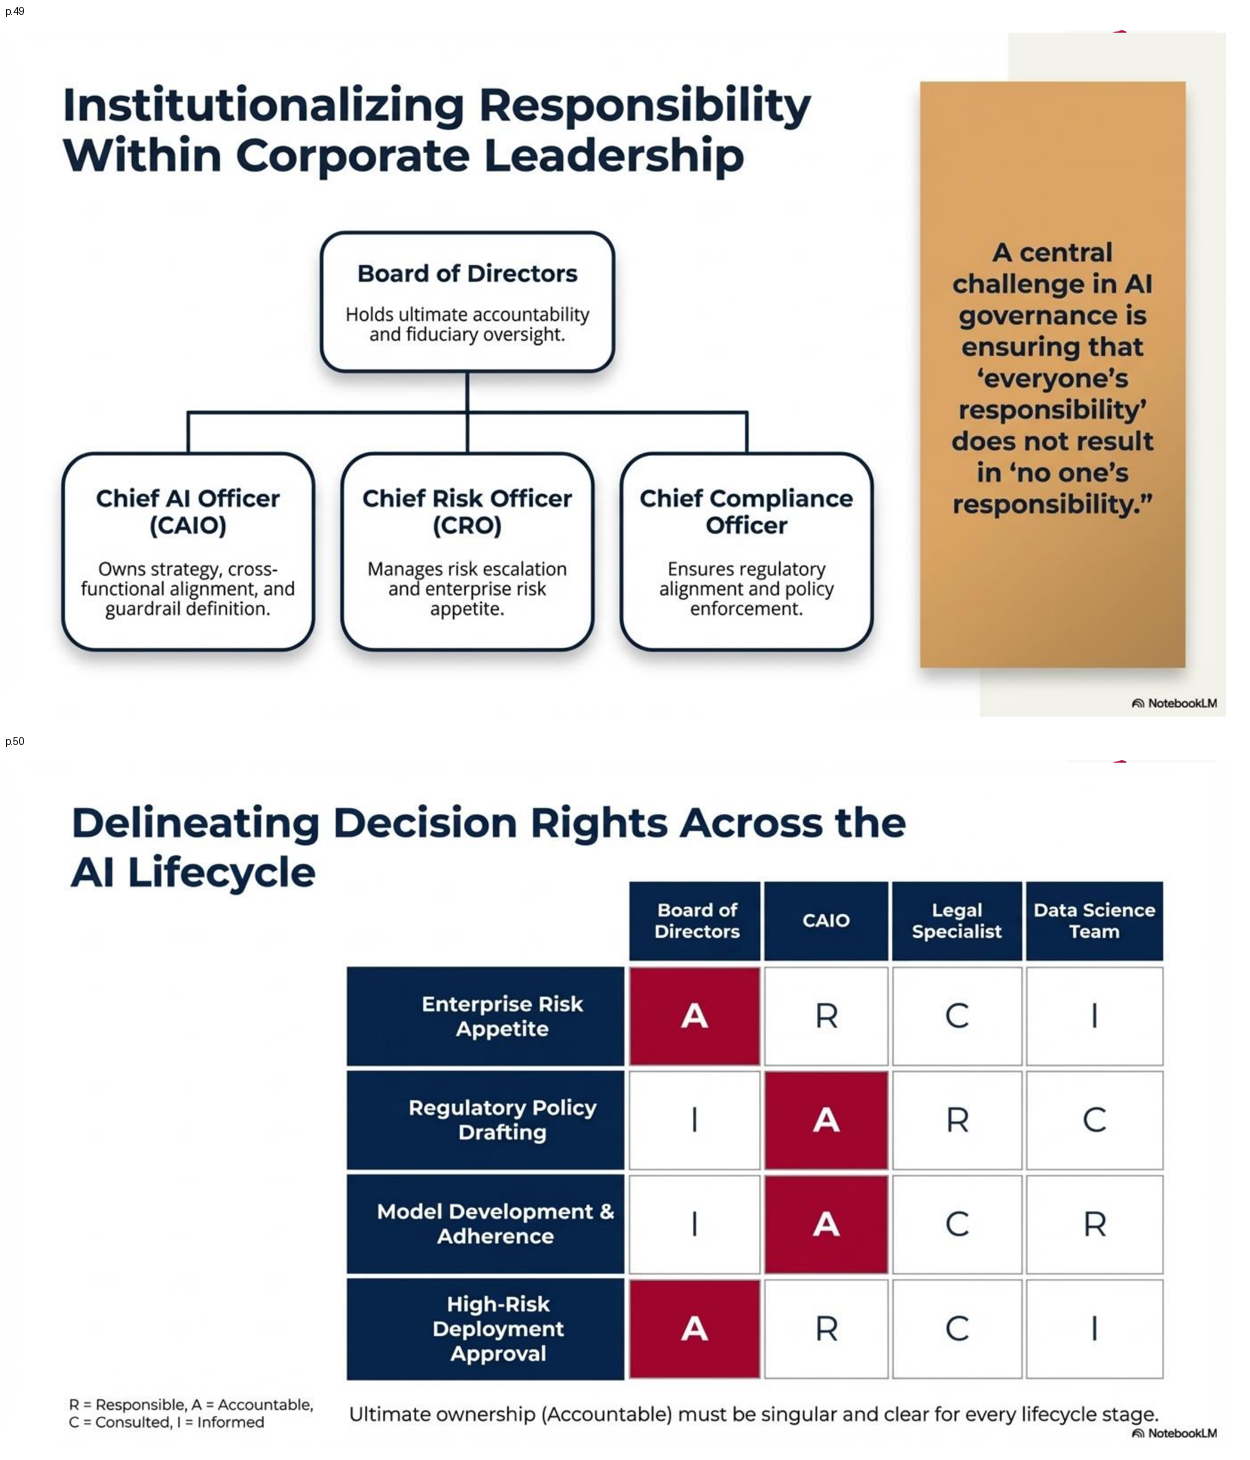 p.49
Institutionalizing Responsibility
Within Corporate Leadership
Board of Directors
Holds ultimate accountability
and fiduciary oversight.
Chief AI Officer
(CAIO)
Owns strategy, cross-
functional alignment, and
guardrail definition.
Chief Risk Officer
(CRO)
Manages risk escalation
and enterprise risk
appetite.
Chief Compliance
Officer
Ensures regulatory
alignment and policy
enforcement.
A central
challenge in AI
governance is
ensuring that
‘everyone’s
responsibility’
does not result
in ‘no one’s
responsibility.”
NotebookLM
p.50
Delineating Decision Rights Across the
AI Lifecycle
Board of
Directors
CAIO
Legal
Specialist
Data Science
Team
Enterprise Risk
Appetite
A R C I
Regulatory Policy
Drafting
I A R C
Model Development &
Adherence
I A C R
High-Risk
Deployment
Approval
A R C I
R = Responsible, A = Accountable,
C = Consulted, I = Informed
Ultimate ownership (Accountable) must be singular and clear for every lifecycle stage.
NotebookLM